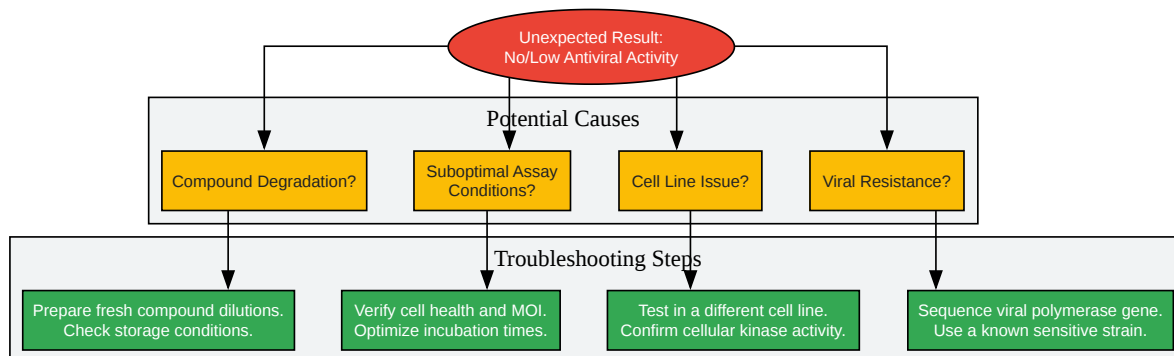 Unexpected Result:
No/Low Antiviral Activity
Potential Causes
Compound Degradation?
Suboptimal Assay
Conditions?
Cell Line Issue?
Viral Resistance?
Troubleshooting Steps
Prepare fresh compound dilutions.
Check storage conditions.
Verify cell health and MOI.
Optimize incubation times.
Test in a different cell line.
Confirm cellular kinase activity.
Sequence viral polymerase gene.
Use a known sensitive strain.